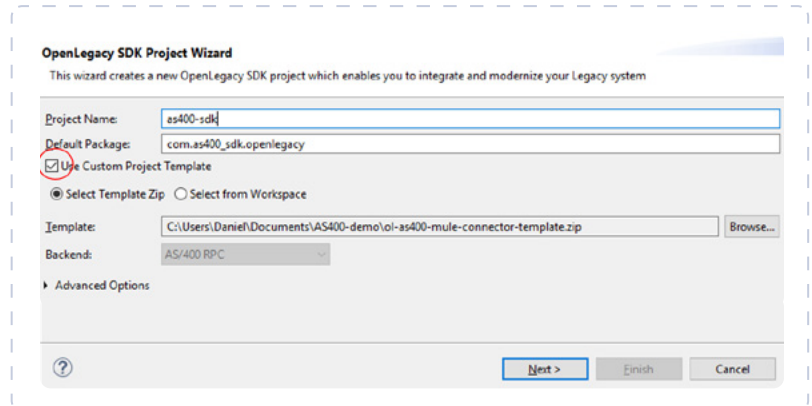 OpenLegacy SDK Project Wizard
This wizard creates a new OpenLegacy SDK project which enables you to integrate and modernize your Legacy system
Project Name: as400-sdk
Default Package: com.as400_sdk.openlegacy
Use Custom Project Template
Select Template Zip Select from Workspace
Template: C:\Users\Daniel\Documents\AS400-demo\ol-as400-mule-connector-template.zip Browse...
Backend: AS/400 RPC
Advanced Options
? Next > Finish Cancel